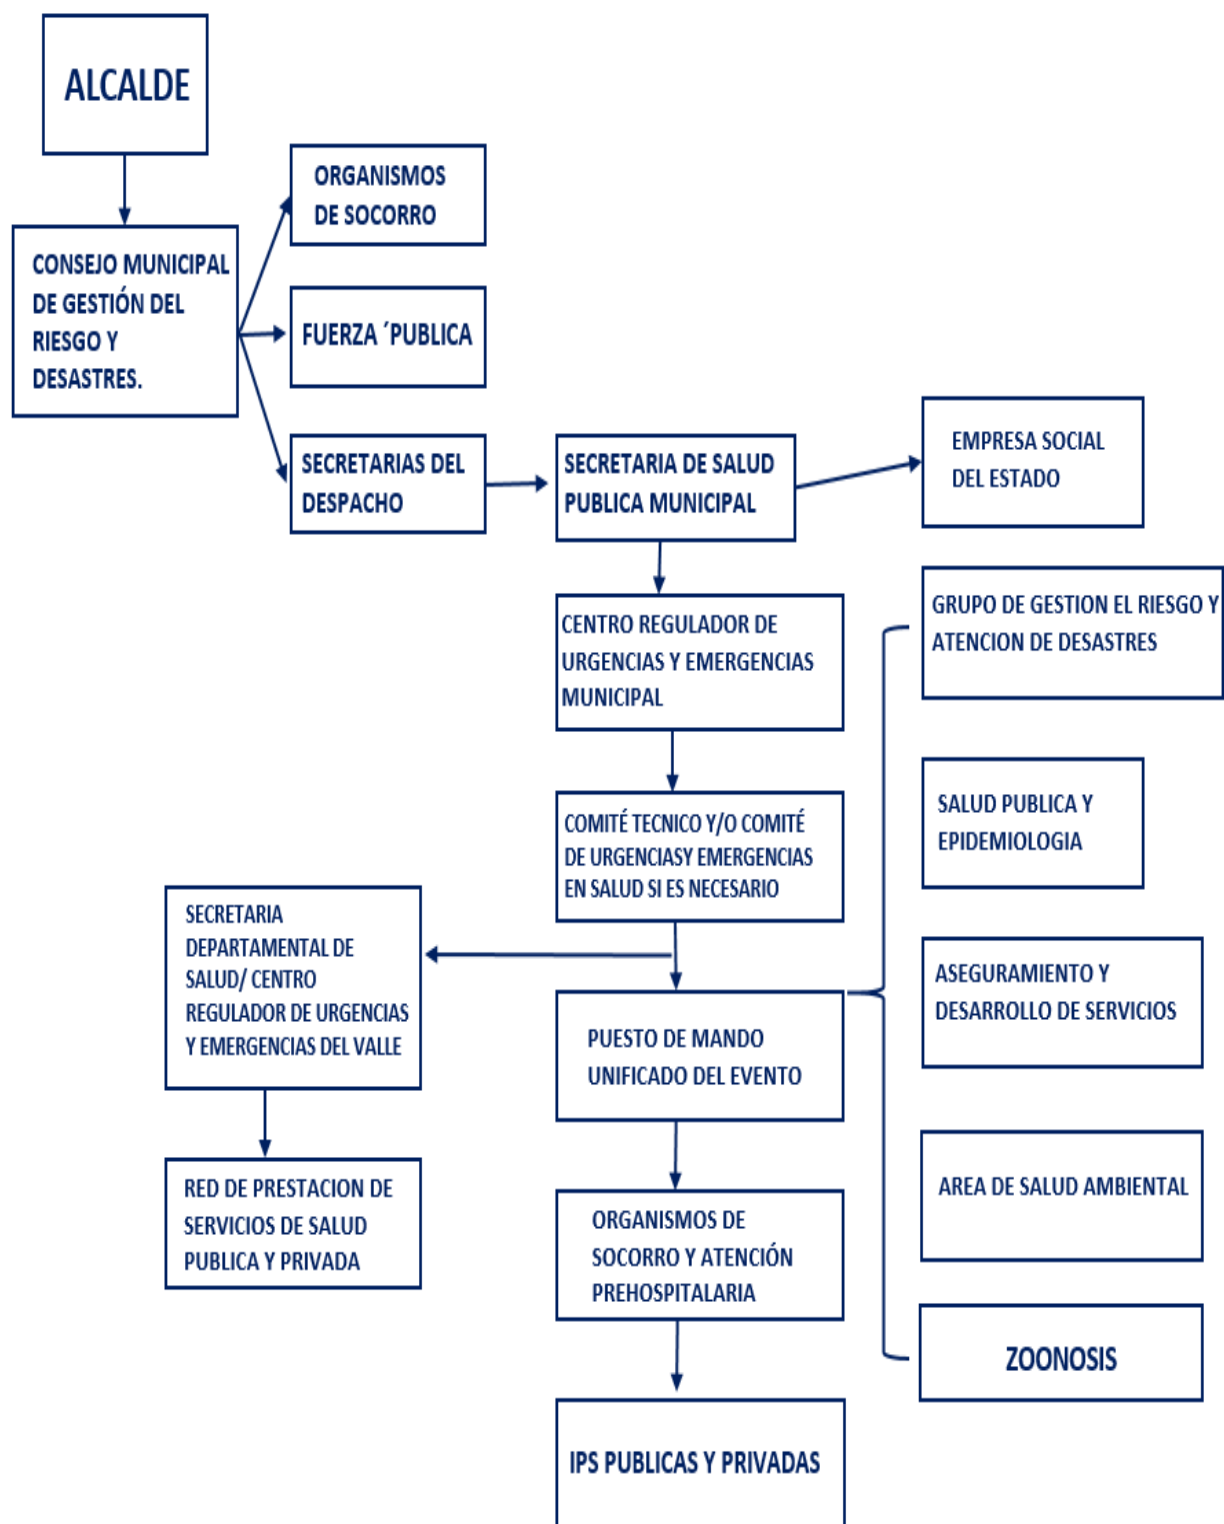 ALCALDE
ORGANISMOS
DE SOCORRO
CONSEJO MUNICIPAL
DE GESTIÓN DEL
RIESGO Y
DESASTRES.
FUERZA ´PUBLICA
SECRETARIAS DEL
DESPACHO
SECRETARIA DE SALUD
PUBLICA MUNICIPAL
EMPRESA SOCIAL
DEL ESTADO
CENTRO REGULADOR DE
URGENCIAS Y EMERGENCIAS
MUNICIPAL
GRUPO DE GESTION EL RIESGO Y
ATENCION DE DESASTRES
COMITÉ TECNICO Y/O COMITÉ
DE URGENCIASY EMERGENCIAS
EN SALUD SI ES NECESARIO
SALUD PUBLICA Y
EPIDEMIOLOGIA
SECRETARIA
DEPARTAMENTAL DE
SALUD/ CENTRO
REGULADOR DE URGENCIAS
Y EMERGENCIAS DEL VALLE
PUESTO DE MANDO
UNIFICADO DEL EVENTO
ASEGURAMIENTO Y
DESARROLLO DE SERVICIOS
RED DE PRESTACION DE
SERVICIOS DE SALUD
PUBLICA Y PRIVADA
ORGANISMOS DE
SOCORRO Y ATENCIÓN
PREHOSPITALARIA
AREA DE SALUD AMBIENTAL
ZOONOSIS
IPS PUBLICAS Y PRIVADAS